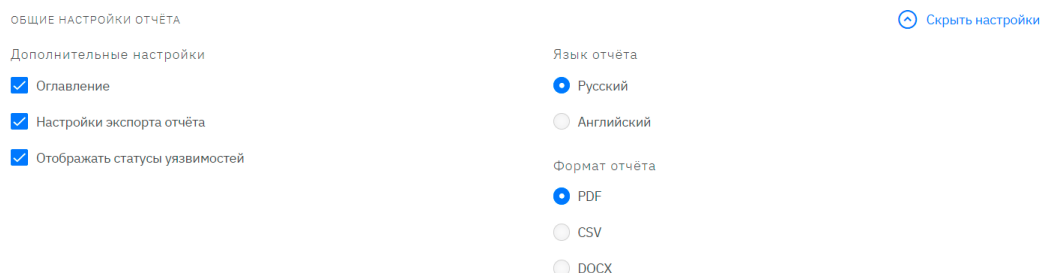 ОБЩИЕ НАСТРОЙКИ ОТЧЁТА
Скрыть настройки
Дополнительные настройки
Оглавление
Настройки экспорта отчёта
Отображать статусы уязвимостей
Язык отчёта
Русский
Английский
Формат отчёта
PDF
CSV
DOCX